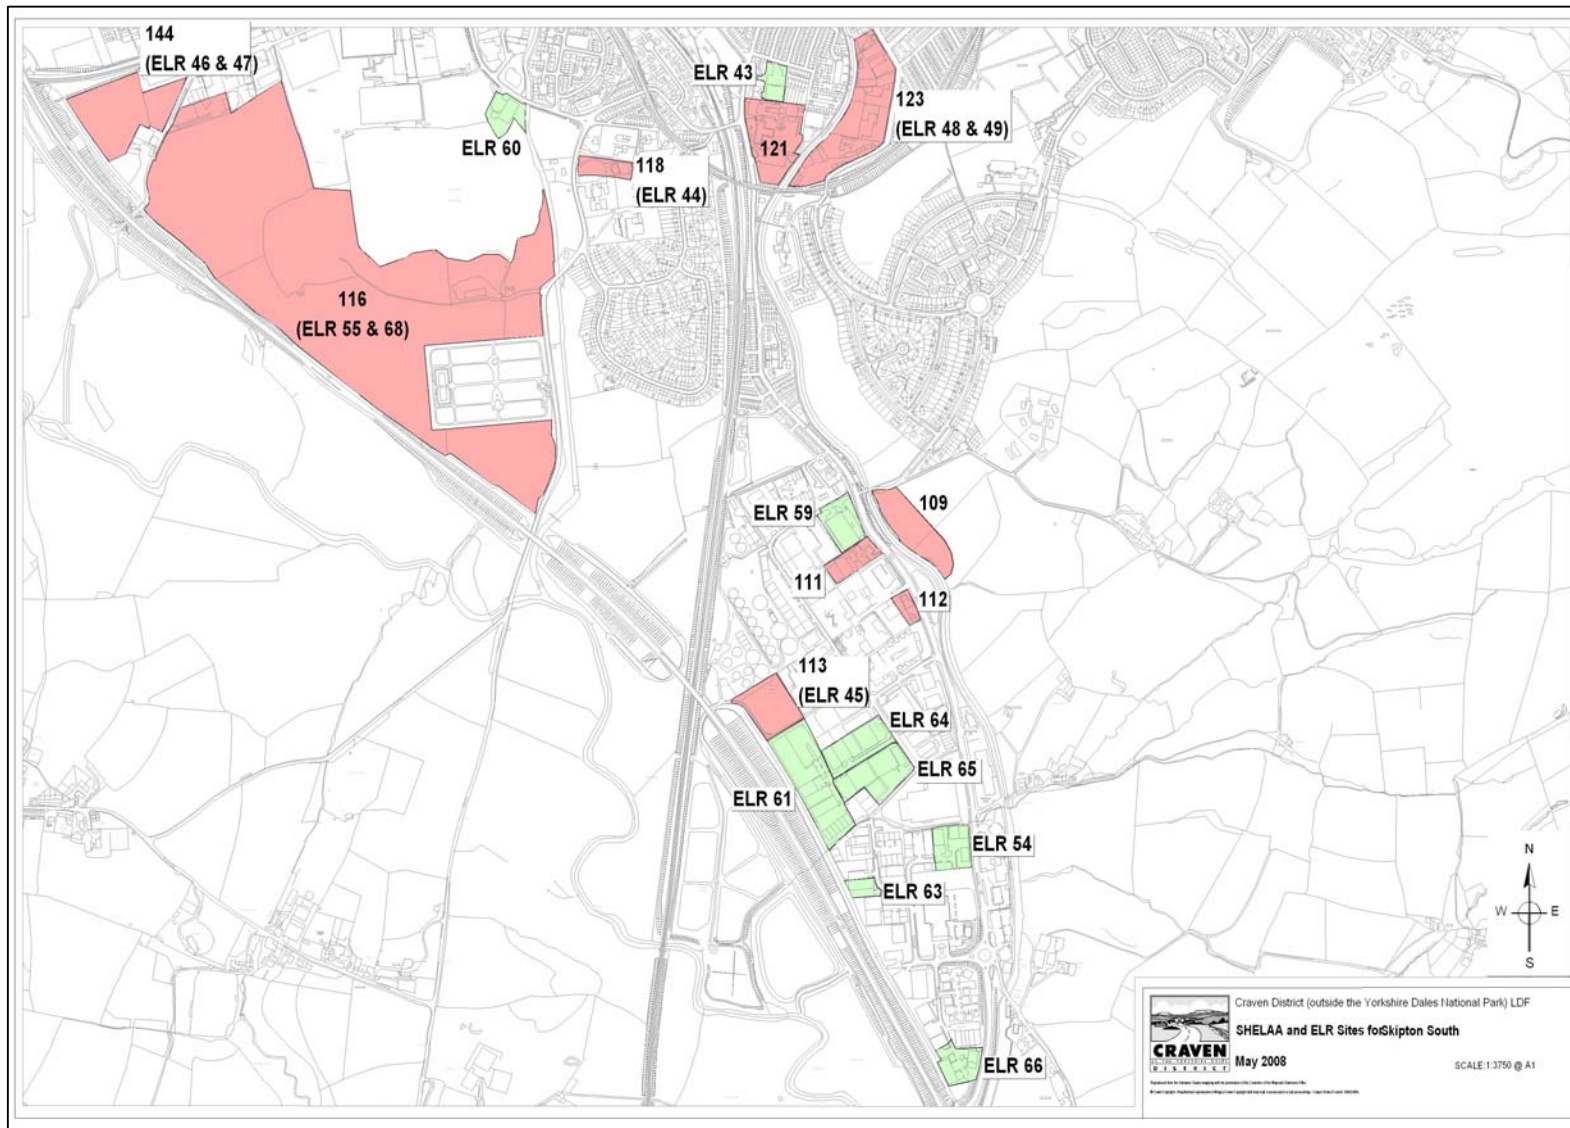 144
(ELR 46 & 47)
ELR 43
123
(ELR 48 & 49)
ELR 60
121
118
(ELR 44)
116
(ELR 55 & 68)
109
ELR 59
111
112
113
(ELR 45)
ELR 64
ELR 65
ELR 61
ELR 54
ELR 63
ELR 66
N
W
E
S
Craven District (outside the Yorkshire Dales National Park) LDF
SHELAA and ELR Sites forSkipton South
May 2008
SCALE:1:3750 @ A1
CRAVEN
DISTRICT